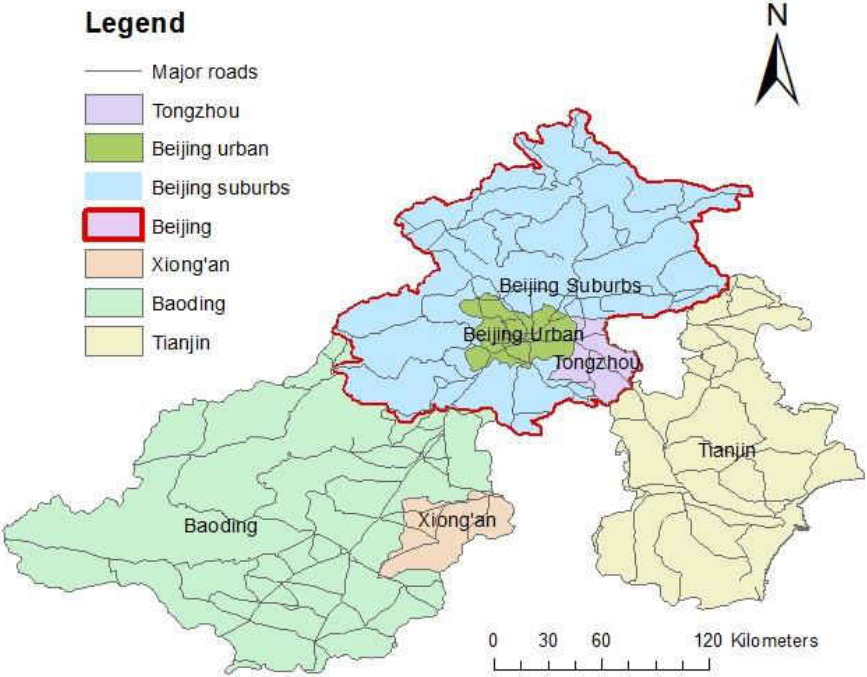 Legend
Major roads
Tongzhou
Beijing urban
Beijing suburbs
Beijing
Xiong'an
Baoding
Tianjin
N
Beijing Suburbs
Beijing Urban
Tongzhou
Tianjin
Baoding
Xiong'an
0 30 60 120 Kilometers